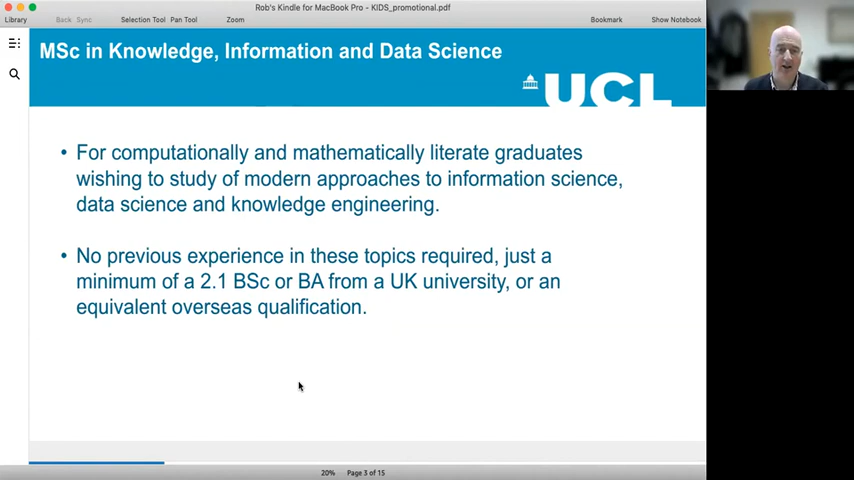 Rob's Kindle for MacBook Pro - KIDS_promotional.pdf
Library Back Sync Selection Tool Pan Tool Zoom Bookmark Show Notebook
MSc in Knowledge, Information and Data Science
UCL
• For computationally and mathematically literate graduates
wishing to study of modern approaches to information science,
data science and knowledge engineering.
• No previous experience in these topics required, just a
minimum of a 2.1 BSc or BA from a UK university, or an
equivalent overseas qualification.
20% Page 3 of 15